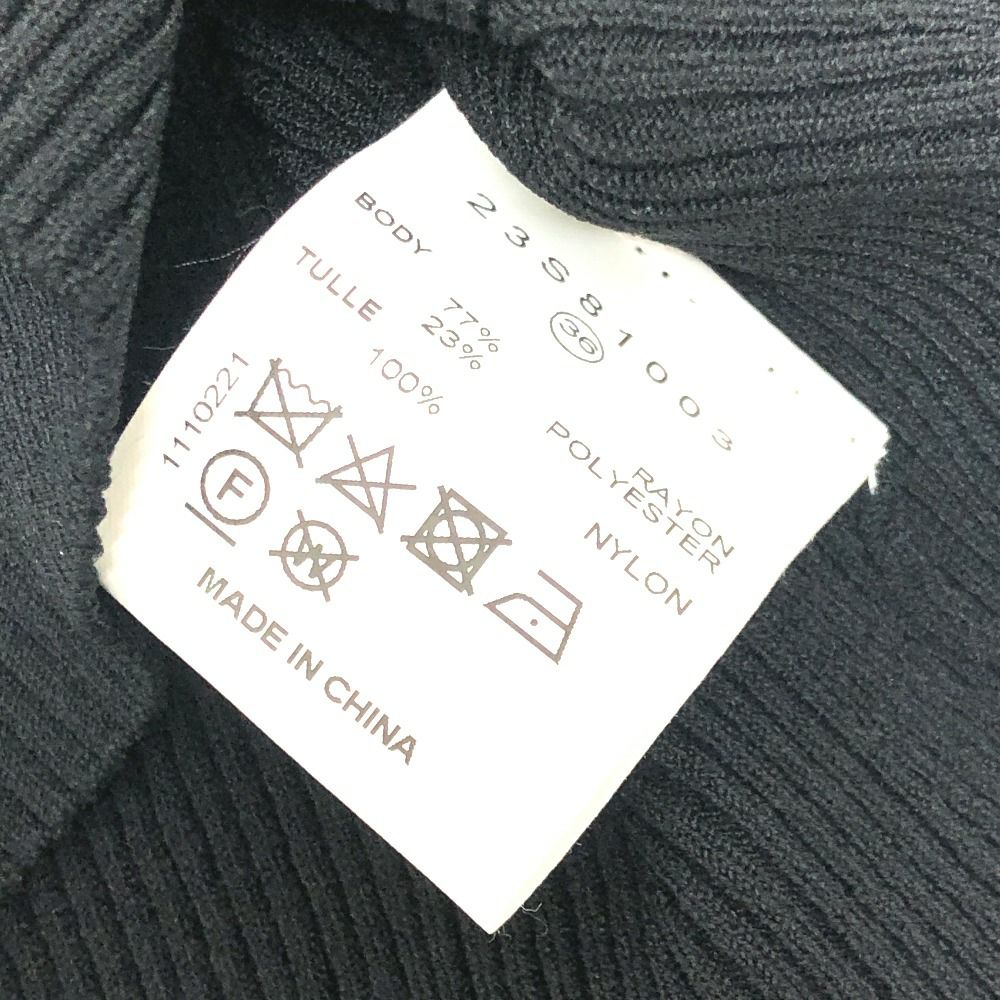 23S81003
36
BODY 77% RAYON
23% POLYESTER
TULLE 100% NYLON
1110221
F
W
MADE IN CHINA